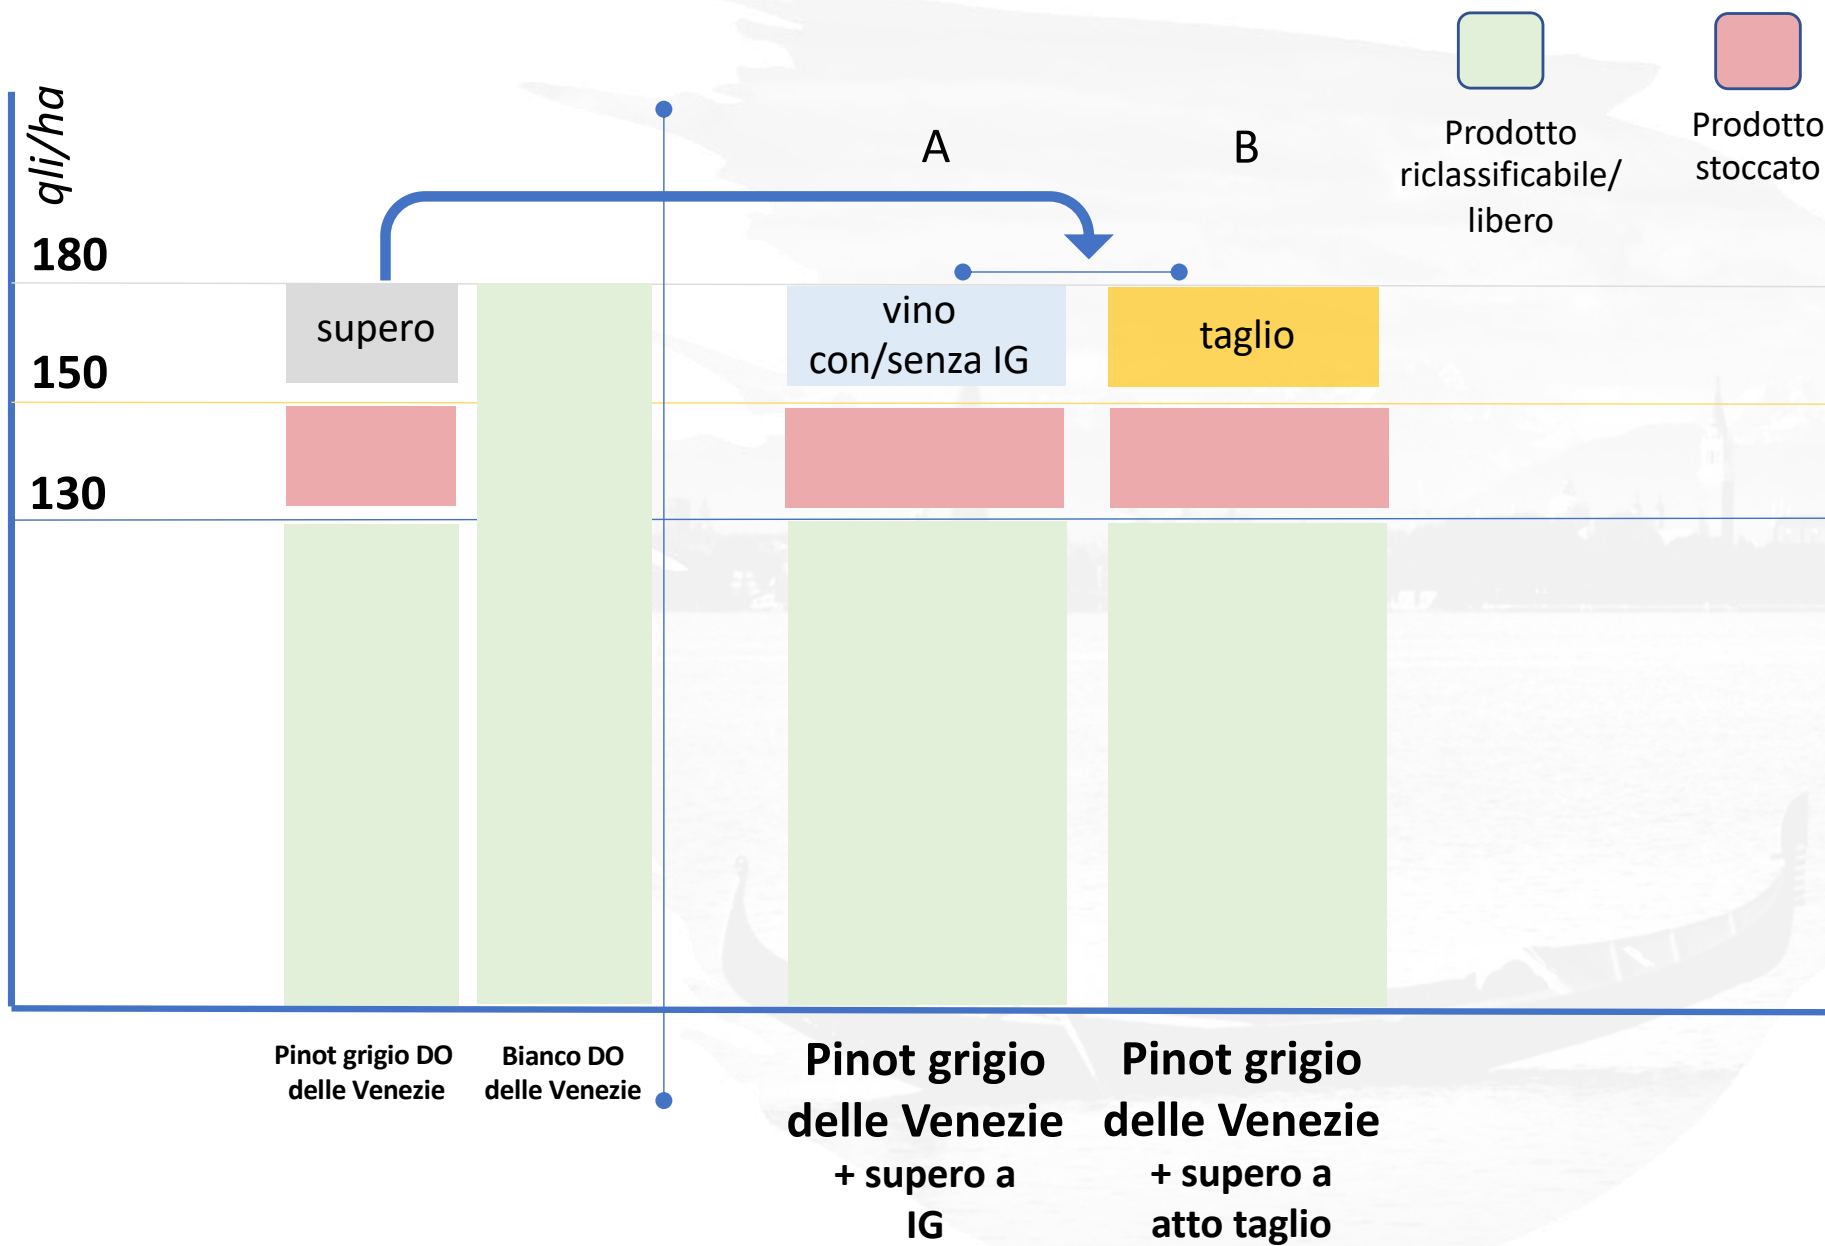 qli/ha
180
150
130
A
B
Prodotto
riclassificabile/
libero
Prodotto
stoccato
supero
vino
con/senza IG
taglio
Pinot grigio DO
delle Venezie
Bianco DO
delle Venezie
Pinot grigio
delle Venezie
+ supero a
IG
Pinot grigio
delle Venezie
+ supero a
atto taglio